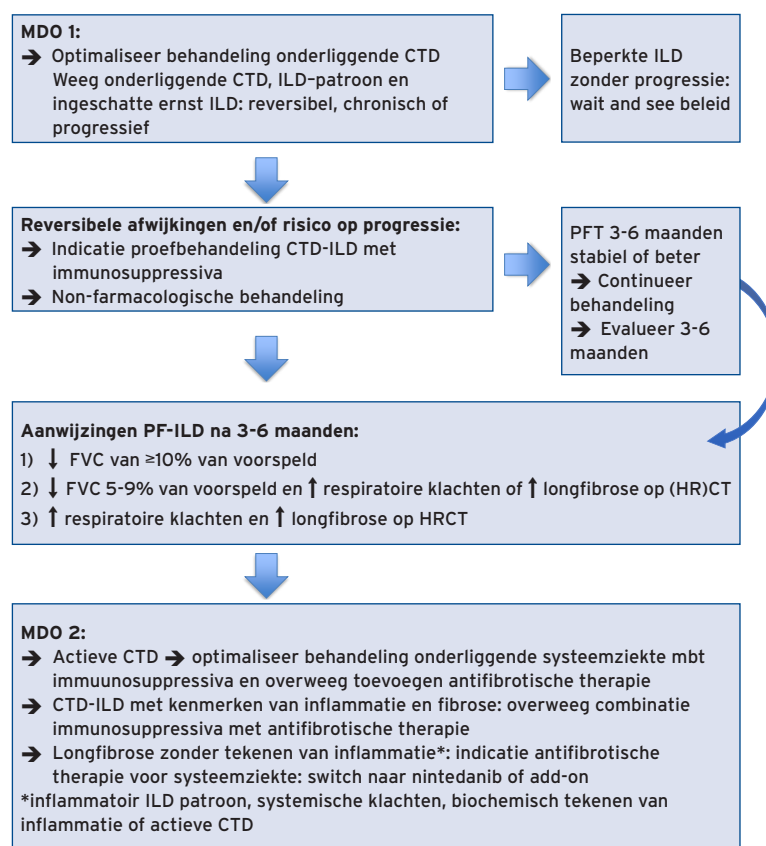 MDO 1:
➔ Optimaliseer behandeling onderliggende CTD
Weeg onderliggende CTD, ILD-patroon en
ingeschatte ernst ILD: reversibel, chronisch of
progressief
Beperkte ILD
zonder progressie:
wait and see beleid
Reversibele afwijkingen en/of risico op progressie:
➔ Indicatie proefbehandeling CTD-ILD met
immunosuppressiva
➔ Non-farmacologische behandeling
PFT 3-6 maanden
stabiel of beter
➔ Continueer
behandeling
➔ Evalueer 3-6
maanden
Aanwijzingen PF-ILD na 3-6 maanden:
1) ↓ FVC van ≥10% van voorspeld
2) ↓ FVC 5-9% van voorspeld en ↑ respiratoire klachten of ↑ longfibrose op (HR)CT
3) ↑ respiratoire klachten en ↑ longfibrose op HRCT
MDO 2:
➔ Actieve CTD ➔ optimaliseer behandeling onderliggende systeemziekte mbt
immuunosuppressiva en overweeg toevoegen antifibrotische therapie
➔ CTD-ILD met kenmerken van inflammatie en fibrose: overweeg combinatie
immunosuppressiva met antifibrotische therapie
➔ Longfibrose zonder tekenen van inflammatie*: indicatie antifibrotische
therapie voor systeemziekte: switch naar nintedanib of add-on
*inflammatoir ILD patroon, systemische klachten, biochemisch tekenen van
inflammatie of actieve CTD